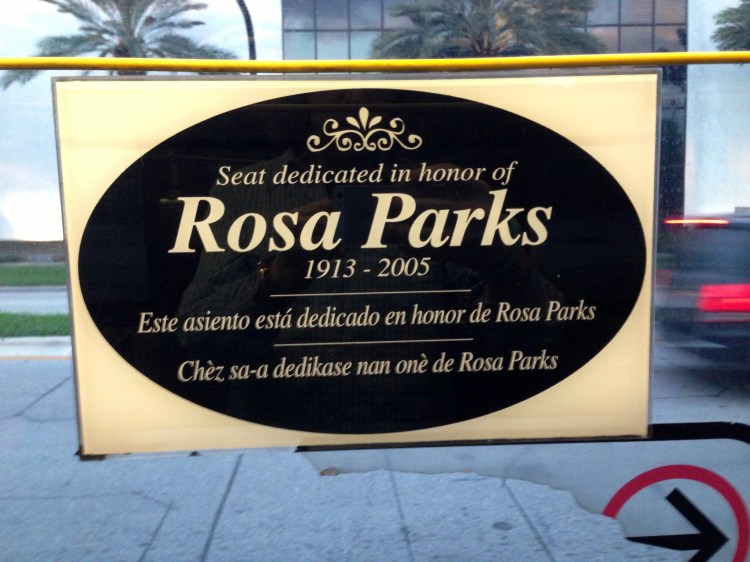 Seat dedicated in honor of
Rosa Parks
1913 - 2005
Este asiento está dedicado en honor de Rosa Parks
Chèz sa-a dedikase nan onè de Rosa Parks